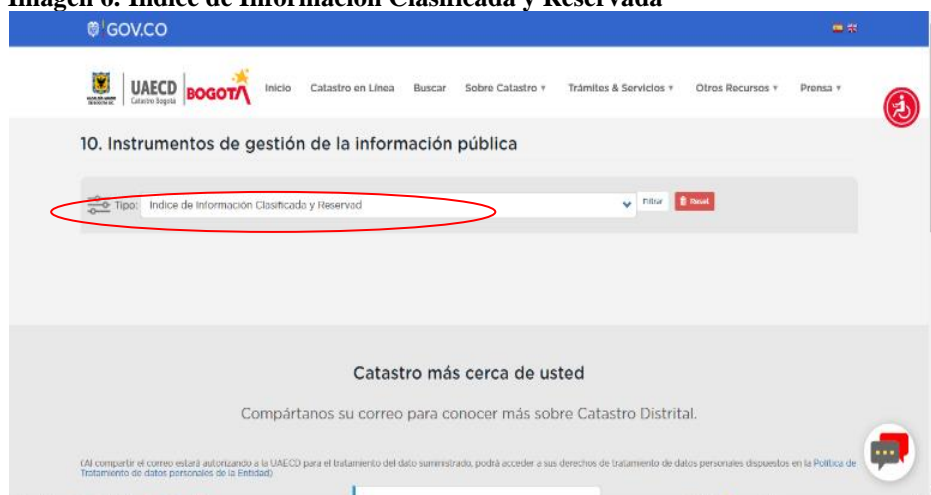 Imagen 6. Índice de Información Clasificada y Reservada
GOV.CO
UAECD
Catastro Bogotá
BOGOTÁ
Inicio Catastro en Línea Buscar Sobre Catastro Trámites & Servicios Otros Recursos Prensa
10. Instrumentos de gestión de la información pública
Tipo: Indice de Información Clasificada y Reservad Filtrar Reset
Catastro más cerca de usted
Compártanos su correo para conocer más sobre Catastro Distrital.
(Al compartir el correo estará autorizando a la UAECD para el tratamiento del dato suministrado, podrá acceder a sus derechos de tratamiento de datos personales dispuestos en la Política de
Tratamiento de datos personales de la Entidad)